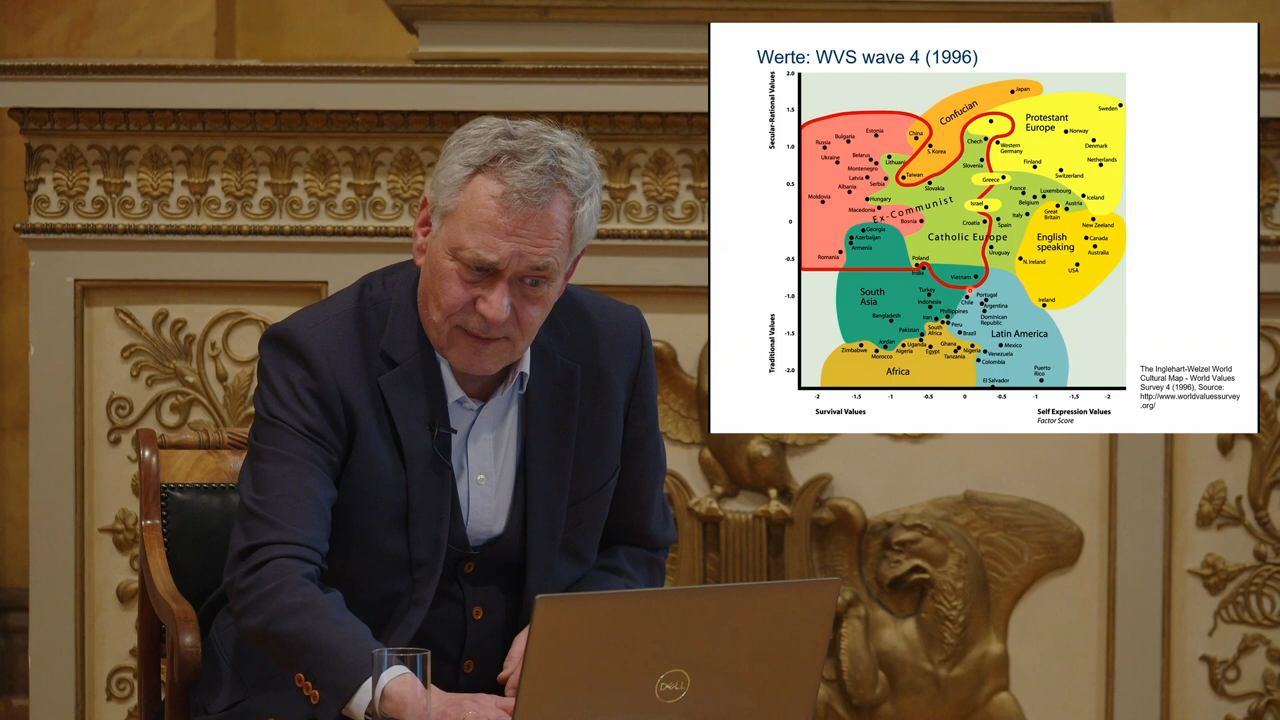 Werte: WVS wave 4 (1996)
Secular-Rational Values
Traditional Values
2.0
1.5
1.0
0.5
0
-0.5
-1.0
-1.5
-2.0
Japan
Confucian
Sweden
Protestant
Europe
Estonia
China
Bulgaria
Russia
Norway
Chech
Western
Germany
Denmark
S. Korea
Ukraine
Belarus
Lithuani
Montenegro
Slovenia
Finland
Netherlands
Switzerland
Latvia
Serbia
Taiwan
Greece
Albania
Slovakia
France
Luxembourg
Moldovia
Hungary
Belgium
Iceland
Macedonia
Ex-Communist
Israel
Austria
Great
Britain
Italy
Bosnia
Croatia
Spain
New Zeeland
Georgia
Azerbaijan
Armenia
Catholic Europe
English
speaking
Canada
Australia
Romania
Uruguay
Poland
India
N. Ireland
USA
Vietnam
South
Asia
Turkey
Indonesia
Chile
Portugal
Argentina
Ireland
Dominican
Republic
Bangladesh
Iran
Philippines
Peru
South
Africa
Pakistan
Brazil
Latin America
Zimbabwe
Jordan
Morocco
Algeria
Uganda
Egypt
Ghana
Tanzania
Nigeria
Mexico
Venezuela
Colombia
Africa
Puerto
Rico
El Salvador
-2
-1.5
-1
-0.5
0
-0.5
-1
-1.5
-2
Survival Values
Self Expression Values
Factor Score
The Inglehart-Welzel World
Cultural Map - World Values
Survey 4 (1996), Source:
http://www.worldvaluessurvey
.org/
DELL